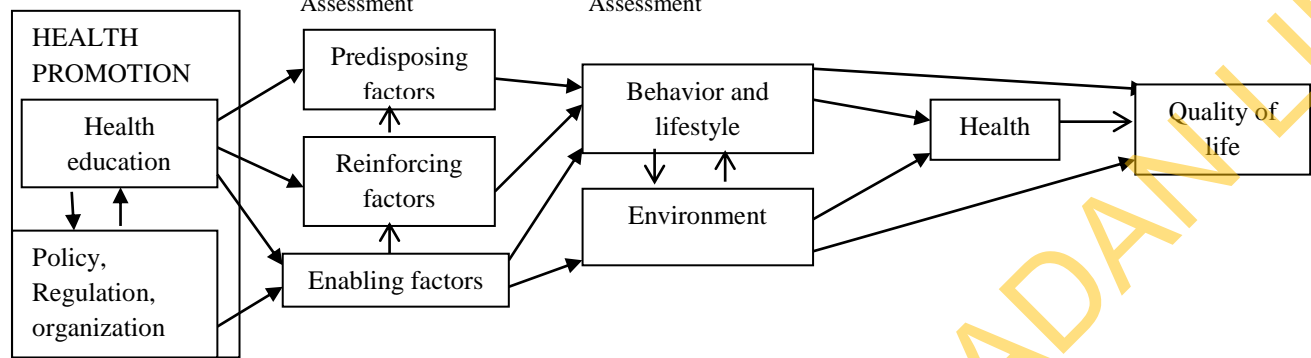 Assessment
Assessment
HEALTH
PROMOTION
Health
education
Policy,
Regulation,
organization
Predisposing
factors
Reinforcing
factors
Enabling factors
Behavior and
lifestyle
Environment
Health
Quality of
life